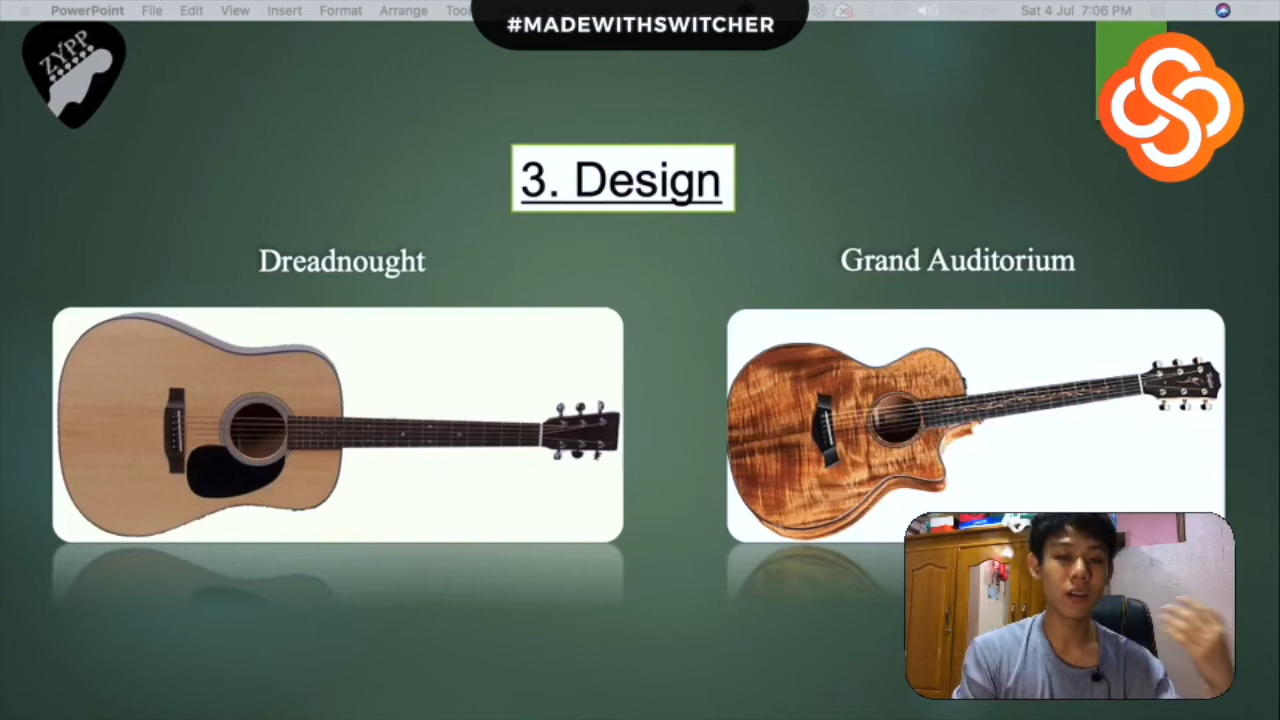 PowerPoint File Edit View Insert Format Arrange Sat 4 Jul 7:06 PM
#MADEWITHSWITCHER
ZYPP
3. Design
Dreadnought
Grand Auditorium